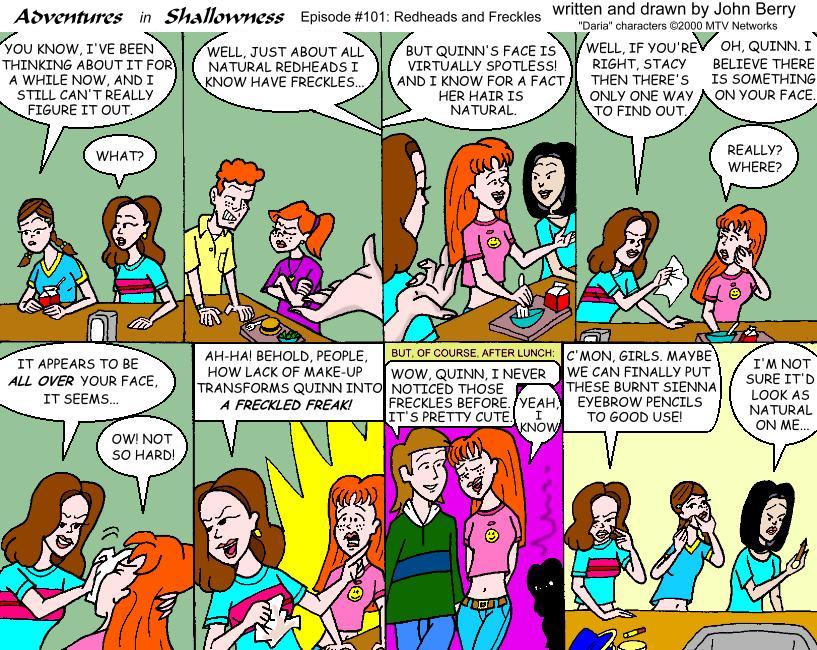 Adventures in Shallowness Episode #101: Redheads and Freckles
written and drawn by John Berry
"Daria" characters ©2000 MTV Networks
YOU KNOW, I'VE BEEN
THINKING ABOUT IT FOR
A WHILE NOW, AND I
STILL CAN'T REALLY
FIGURE IT OUT.
WHAT?
WELL, JUST ABOUT ALL
NATURAL REDHEADS I
KNOW HAVE FRECKLES...
BUT QUINN'S FACE IS
VIRTUALLY SPOTLESS!
AND I KNOW FOR A FACT
HER HAIR IS
NATURAL.
WELL, IF YOU'RE
RIGHT, STACY
THEN THERE'S
ONLY ONE WAY
TO FIND OUT.
OH, QUINN. I
BELIEVE THERE
IS SOMETHING
ON YOUR FACE.
REALLY?
WHERE?
IT APPEARS TO BE
ALL OVER YOUR FACE,
IT SEEMS...
OW! NOT
SO HARD!
AH-HA! BEHOLD, PEOPLE,
HOW LACK OF MAKE-UP
TRANSFORMS QUINN INTO
A FRECKLED FREAK!
BUT, OF COURSE, AFTER LUNCH:
WOW, QUINN, I NEVER
NOTICED THOSE
FRECKLES BEFORE.
IT'S PRETTY CUTE.
YEAH,
I
KNOW
C'MON, GIRLS. MAYBE
WE CAN FINALLY PUT
THESE BURNT SIENNA
EYEBROW PENCILS
TO GOOD USE!
I'M NOT
SURE IT'D
LOOK AS
NATURAL
ON ME...